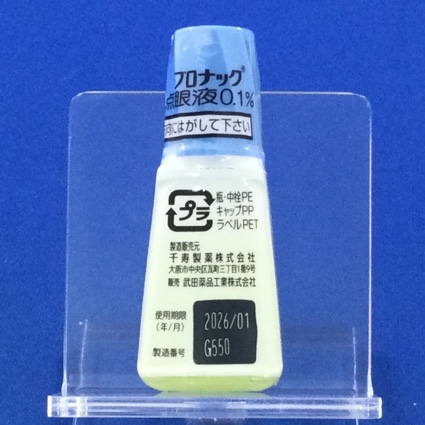 ブロナック®
点眼液0.1%
向にはがして下さい
プラ
瓶・中栓PE
キャップPP
ラベルPET
製造販売元
千寿製薬株式会社
大阪市中央区瓦町三丁目1番9号
販売 武田薬品工業株式会社
使用期限
(年/月)
2026/01
製造番号
G550